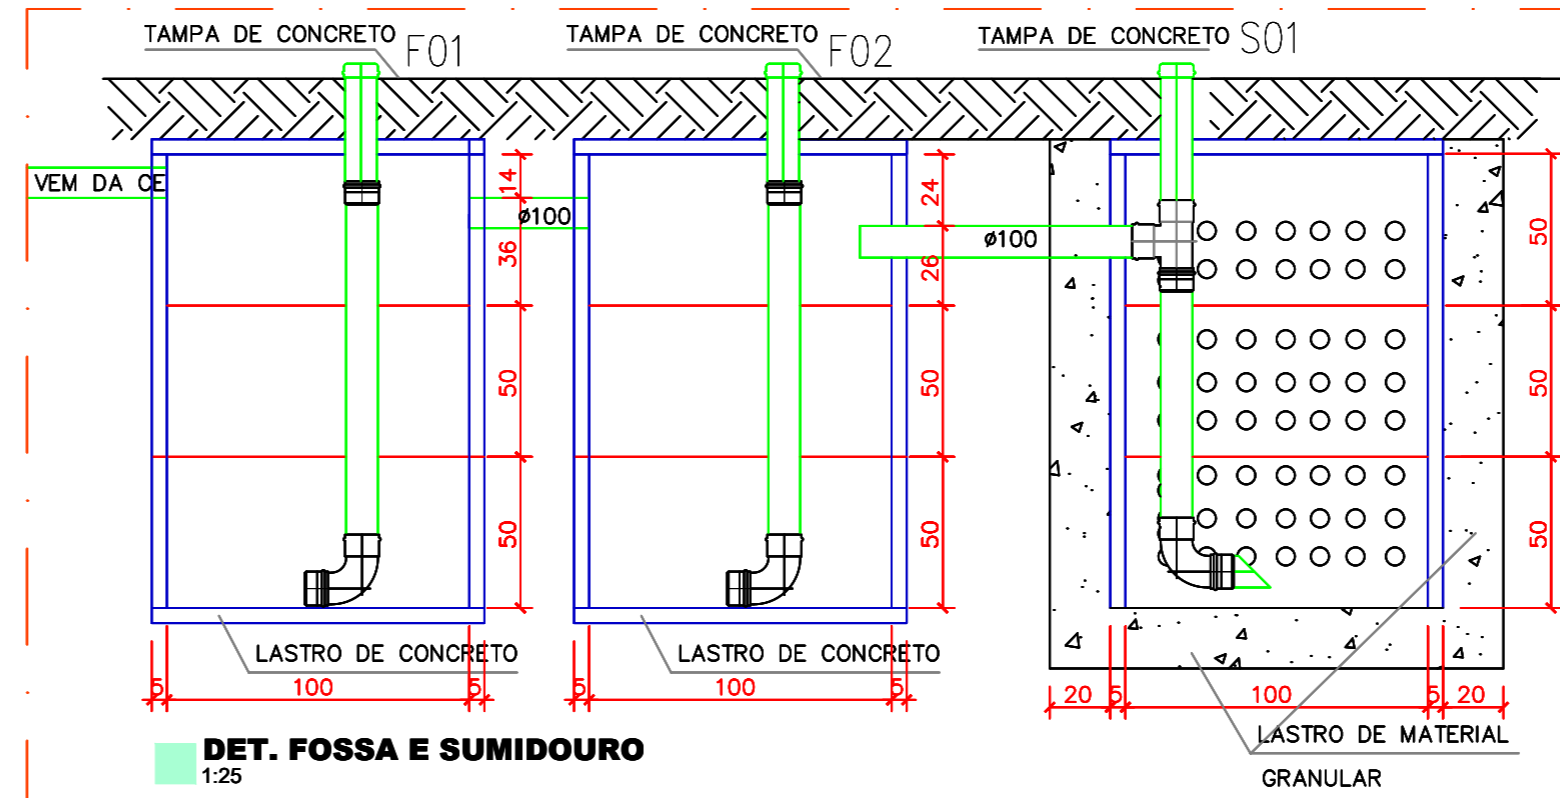 TAMPA DE CONCRETO F01
TAMPA DE CONCRETO F02
TAMPA DE CONCRETO S01
VEM DA CE
14
36
50
50
ø100
24
26
50
50
ø100
50
50
50
LASTRO DE CONCRETO
5 100 5
LASTRO DE CONCRETO
5 100 5
20 5 100 5 20
LASTRO DE MATERIAL
GRANULAR
DET. FOSSA E SUMIDOURO
1:25